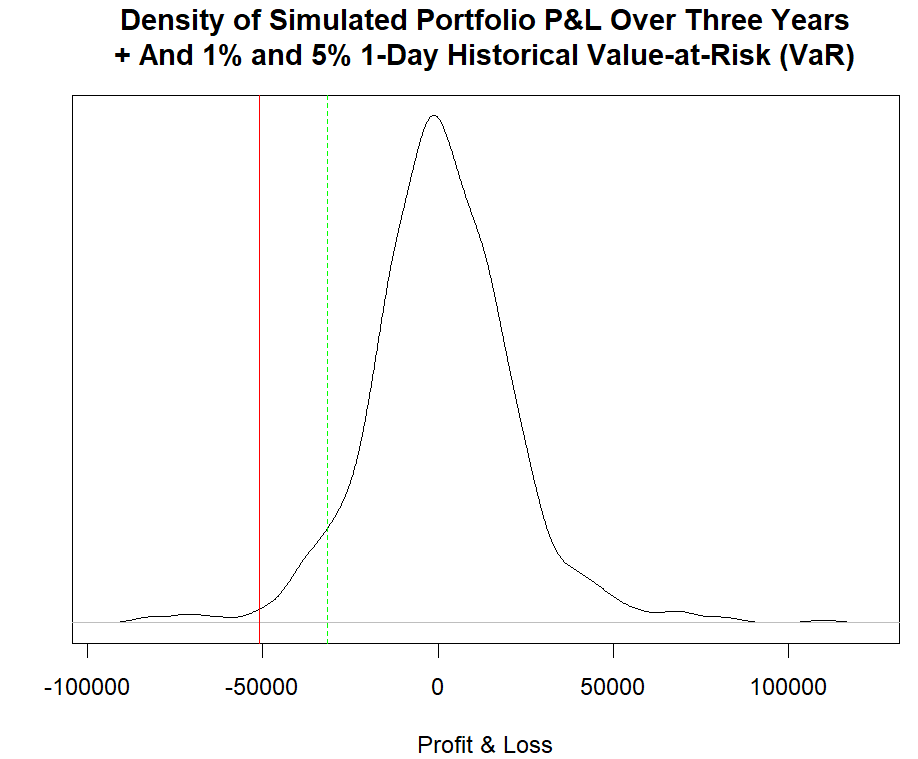 Density of Simulated Portfolio P&L Over Three Years
+ And 1% and 5% 1-Day Historical Value-at-Risk (VaR)
-100000
-50000
0
50000
100000
Profit & Loss